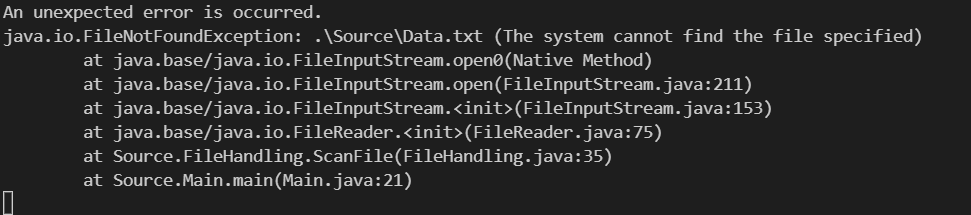 An unexpected error is occurred.
java.io.FileNotFoundException: .\Source\Data.txt (The system cannot find the file specified)
        at java.base/java.io.FileInputStream.open0(Native Method)
        at java.base/java.io.FileInputStream.open(FileInputStream.java:211)
        at java.base/java.io.FileInputStream.<init>(FileInputStream.java:153)
        at java.base/java.io.FileReader.<init>(FileReader.java:75)
        at Source.FileHandling.ScanFile(FileHandling.java:35)
        at Source.Main.main(Main.java:21)